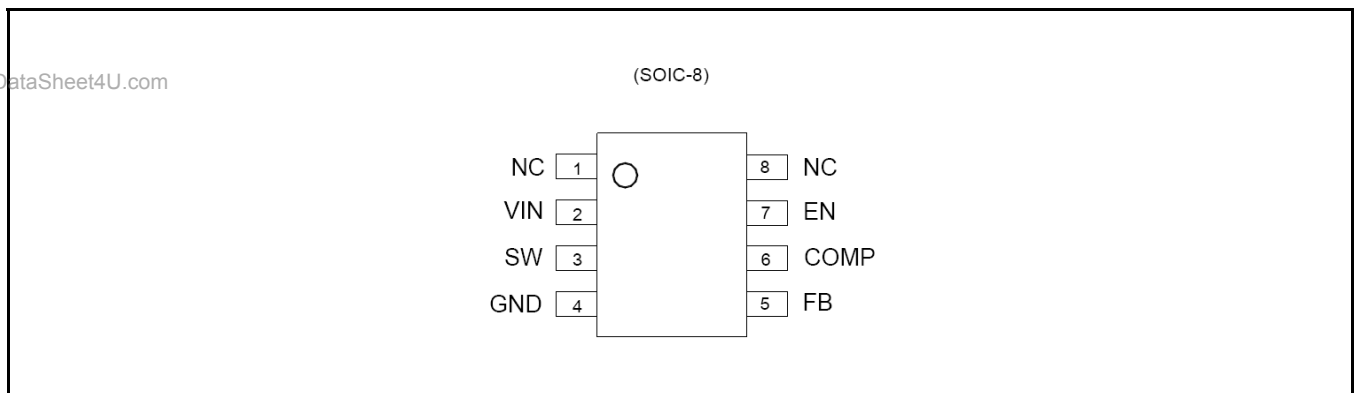 DataSheet4U.com
(SOIC-8)
NC 1 8 NC
VIN 2 7 EN
SW 3 6 COMP
GND 4 5 FB